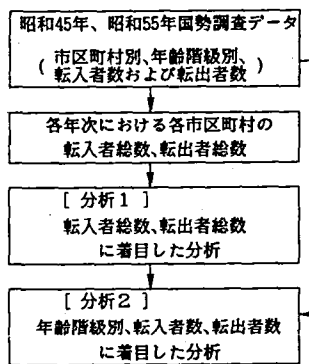 昭和45年、昭和55年国勢調査データ
(市区町村別、年齢階級別、
転入者数および転出者数)
各年次における各市区町村の
転入者総数、転出者総数
[ 分析1 ]
転入者総数、転出者総数
に着目した分析
[ 分析2 ]
年齢階級別、転入者数、転出者数
に着目した分析